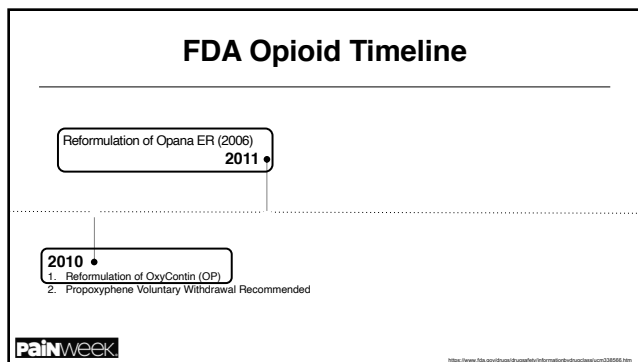 FDA Opioid Timeline
Reformulation of Opana ER (2006)
2011
2010
1. Reformulation of OxyContin (OP)
2. Propoxyphene Voluntary Withdrawal Recommended
PaiNWEEK.
https://www.fda.gov/drugs/drugsafety/informationbydrugclass/ucm338566.htm